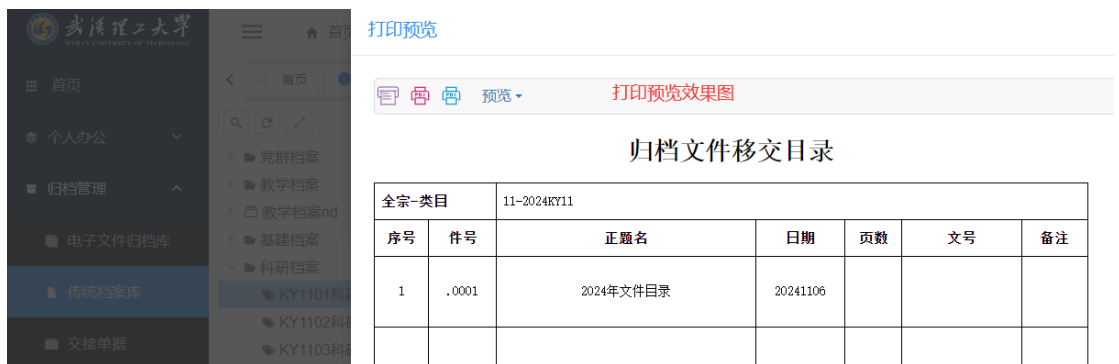 武汉理工大学
WUHAN UNIVERSITY OF TECHNOLOGY
首页
个人办公
归档管理
电子文件归档库
传统档案库
交接单据
首页
首页
党群档案
教学档案
教学档案nd
基建档案
科研档案
KY1101科研
KY1102科研
KY1103科研
打印预览
预览
打印预览效果图
归档文件移交目录
全宗-类目 11-2024KY11
序号 件号 正题名 日期 页数 文号 备注
1 .0001 2024年文件目录 20241106